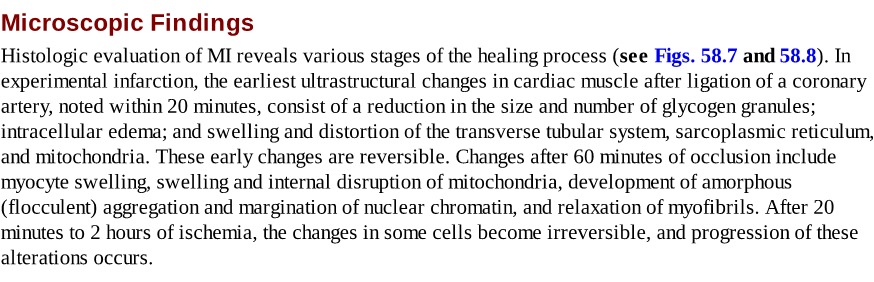 Microscopic Findings
Histologic evaluation of MI reveals various stages of the healing process (see Figs. 58.7 and 58.8). In
experimental infarction, the earliest ultrastructural changes in cardiac muscle after ligation of a coronary
artery, noted within 20 minutes, consist of a reduction in the size and number of glycogen granules;
intracellular edema; and swelling and distortion of the transverse tubular system, sarcoplasmic reticulum,
and mitochondria. These early changes are reversible. Changes after 60 minutes of occlusion include
myocyte swelling, swelling and internal disruption of mitochondria, development of amorphous
(flocculent) aggregation and margination of nuclear chromatin, and relaxation of myofibrils. After 20
minutes to 2 hours of ischemia, the changes in some cells become irreversible, and progression of these
alterations occurs.